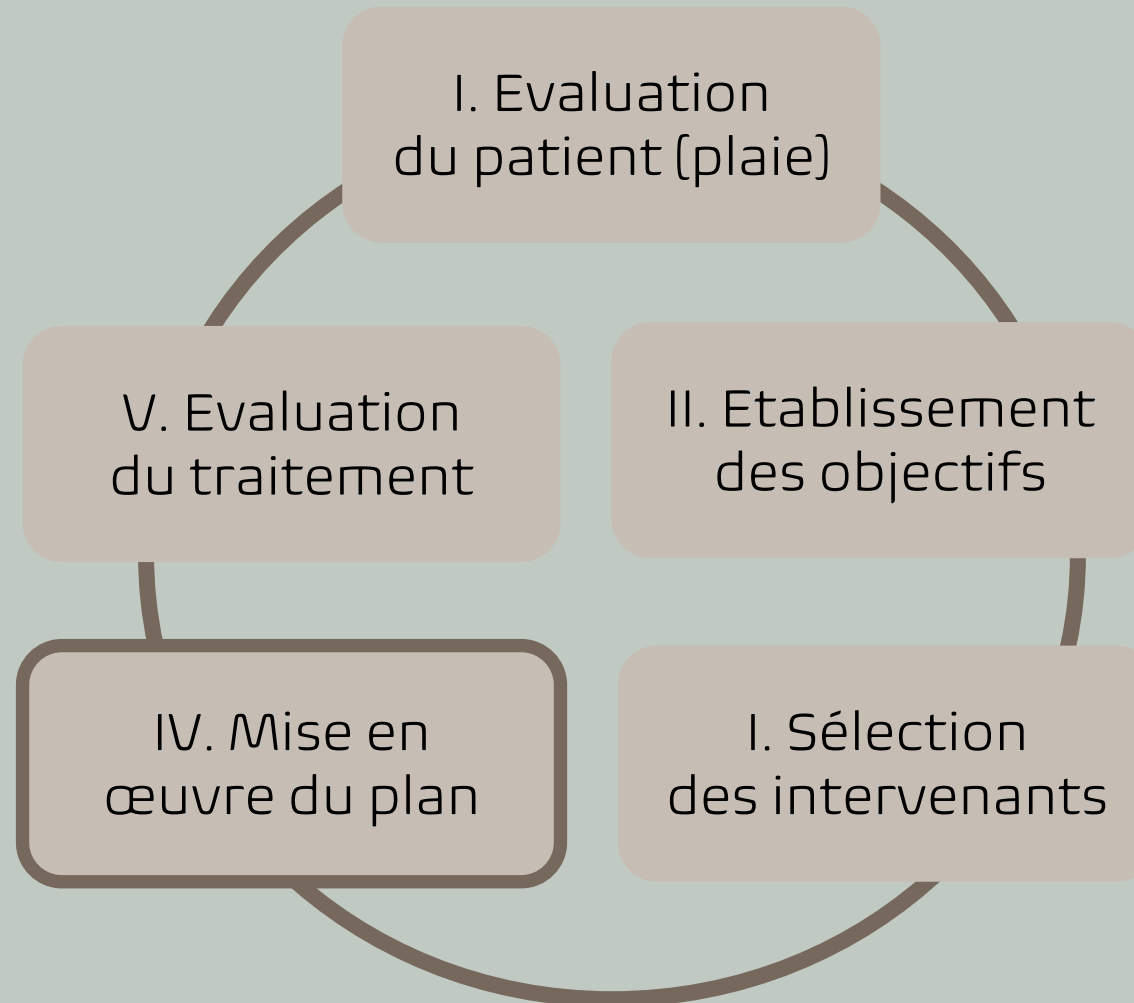 I. Evaluation
du patient (plaie)
V. Evaluation
du traitement
II. Etablissement
des objectifs
IV. Mise en
œuvre du plan
I. Sélection
des intervenants